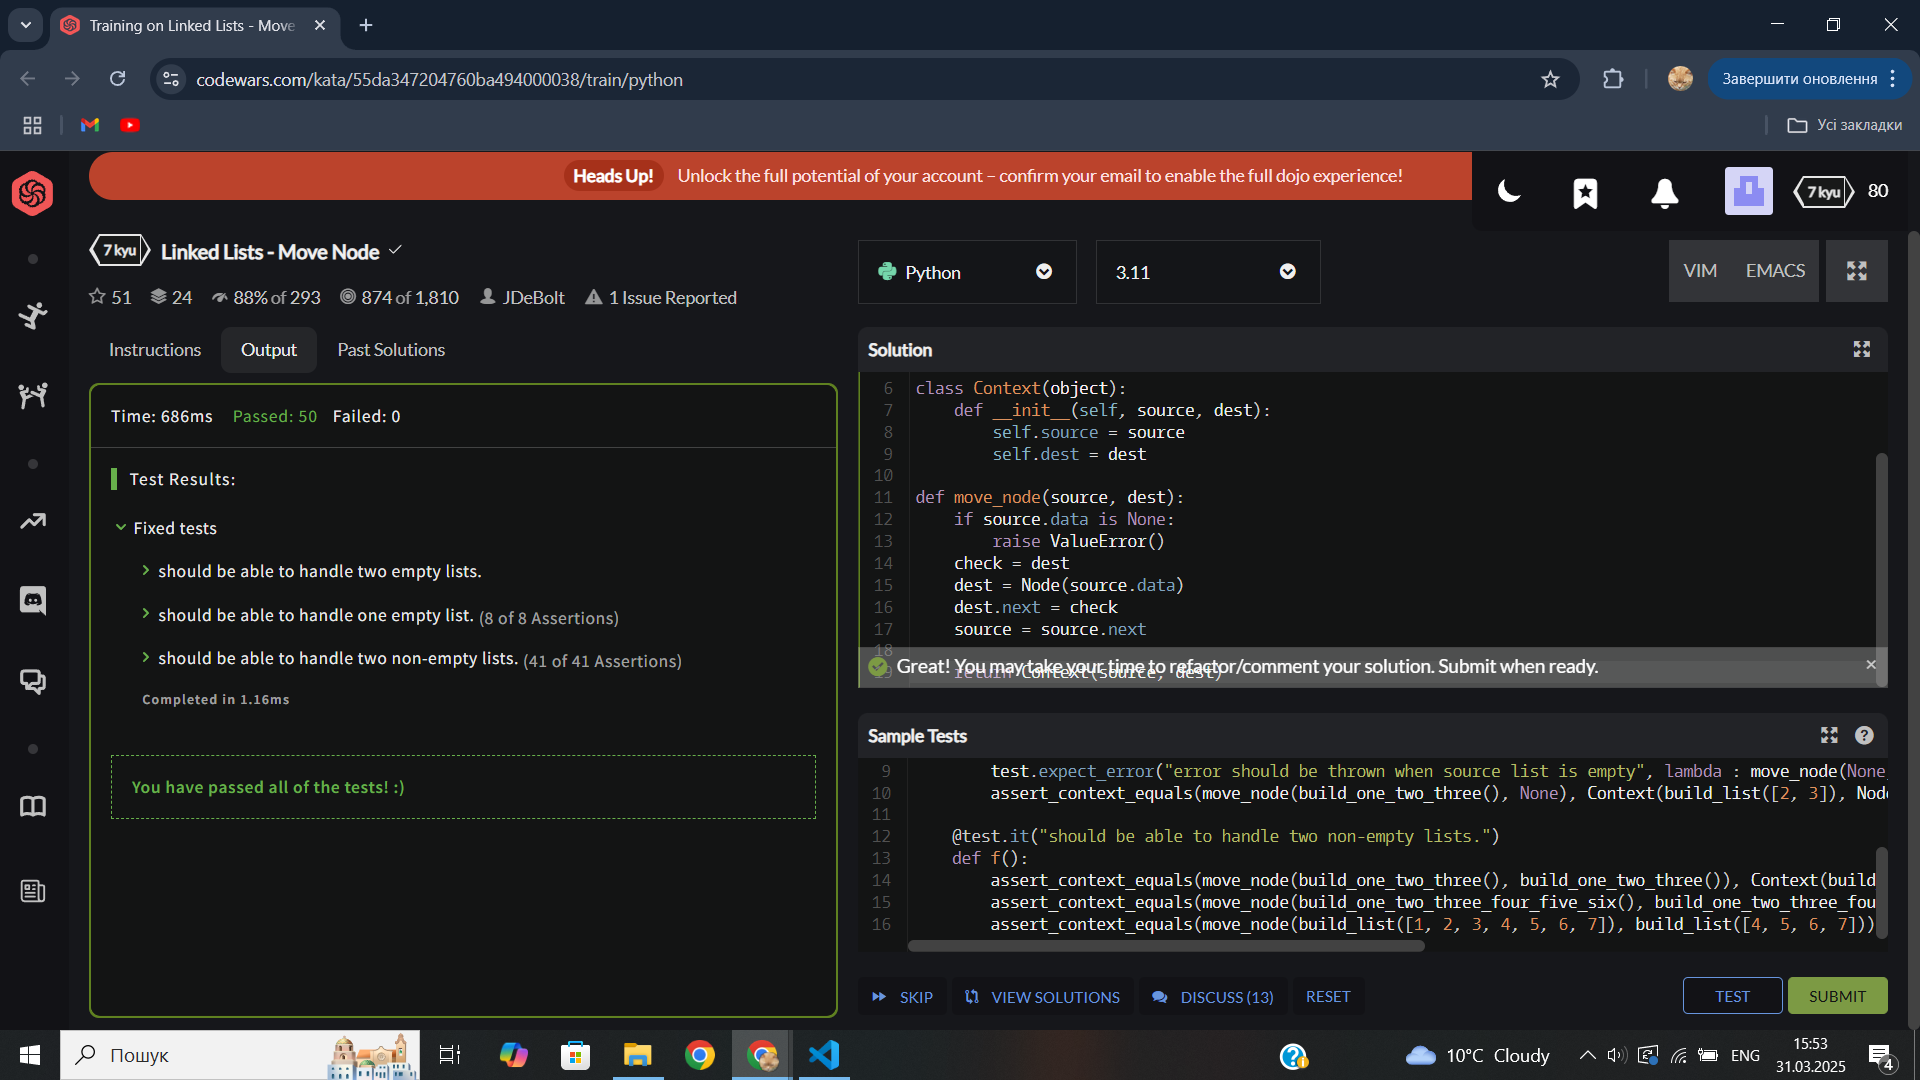 Training on Linked Lists - Move
codewars.com/kata/55da347204760ba494000038/train/python
Завершити оновлення
Усі закладки
Heads Up! Unlock the full potential of your account – confirm your email to enable the full dojo experience!
7 kyu 80
7 kyu Linked Lists - Move Node
51 24 88% of 293 874 of 1,810 JDeBolt 1 Issue Reported
Instructions Output Past Solutions
Time: 686ms Passed: 50 Failed: 0
Test Results:
Fixed tests
should be able to handle two empty lists.
should be able to handle one empty list. (8 of 8 Assertions)
should be able to handle two non-empty lists. (41 of 41 Assertions)
Completed in 1.16ms
You have passed all of the tests! :)
Python 3.11 VIM EMACS
Solution
6 class Context(object):
7 def __init__(self, source, dest):
8 self.source = source
9 self.dest = dest
10
11 def move_node(source, dest):
12 if source.data is None:
13 raise ValueError()
14 check = dest
15 dest = Node(source.data)
16 dest.next = check
17 source = source.next
18
19 return Context(source, dest)
Great! You may take your time to refactor/comment your solution. Submit when ready.
Sample Tests
9 test.expect_error("error should be thrown when source list is empty", lambda : move_node(None,
10 assert_context_equals(move_node(build_one_two_three(), None), Context(build_list([2, 3]), Node
11
12 @test.it("should be able to handle two non-empty lists.")
13 def f():
14 assert_context_equals(move_node(build_one_two_three(), build_one_two_three()), Context(build
15 assert_context_equals(move_node(build_one_two_three_four_five_six(), build_one_two_three_fou
16 assert_context_equals(move_node(build_list([1, 2, 3, 4, 5, 6, 7]), build_list([4, 5, 6, 7]))
SKIP VIEW SOLUTIONS DISCUSS (13) RESET TEST SUBMIT
Пошук
10°C Cloudy
ENG
15:53
31.03.2025
4